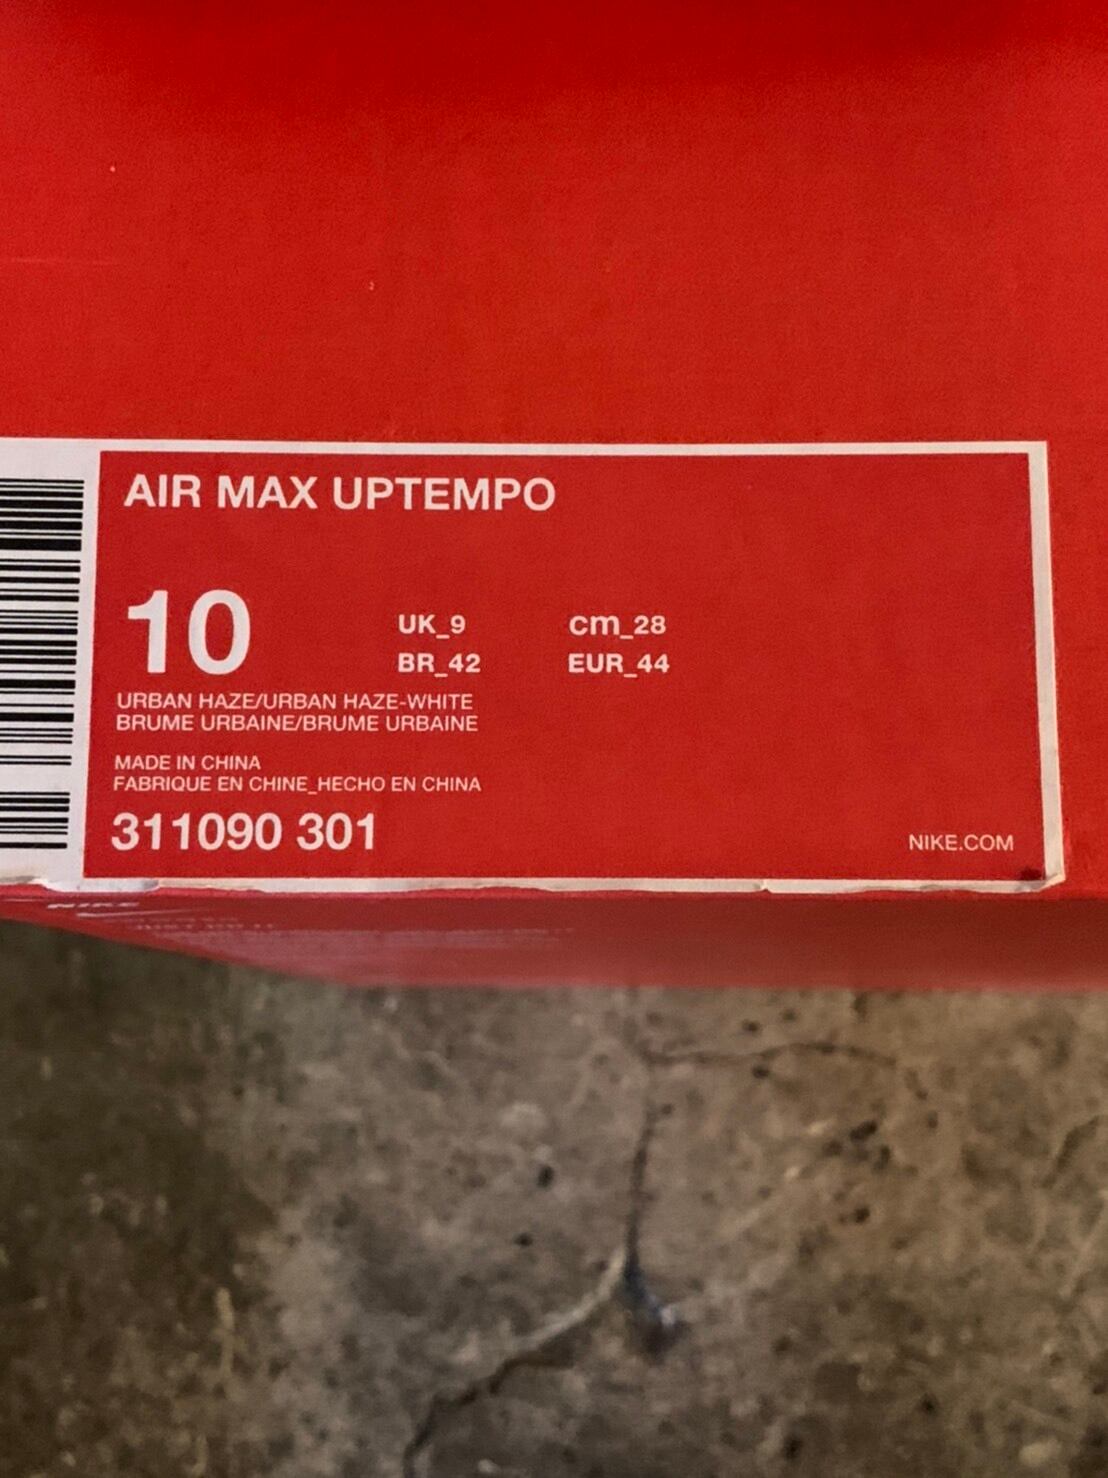 AIR MAX UPTEMPO
10
UK_9 cm_28
BR_42 EUR_44
URBAN HAZE/URBAN HAZE-WHITE
BRUME URBAINE/BRUME URBAINE
MADE IN CHINA
FABRIQUE EN CHINE_HECHO EN CHINA
311090 301
NIKE.COM
NIKE